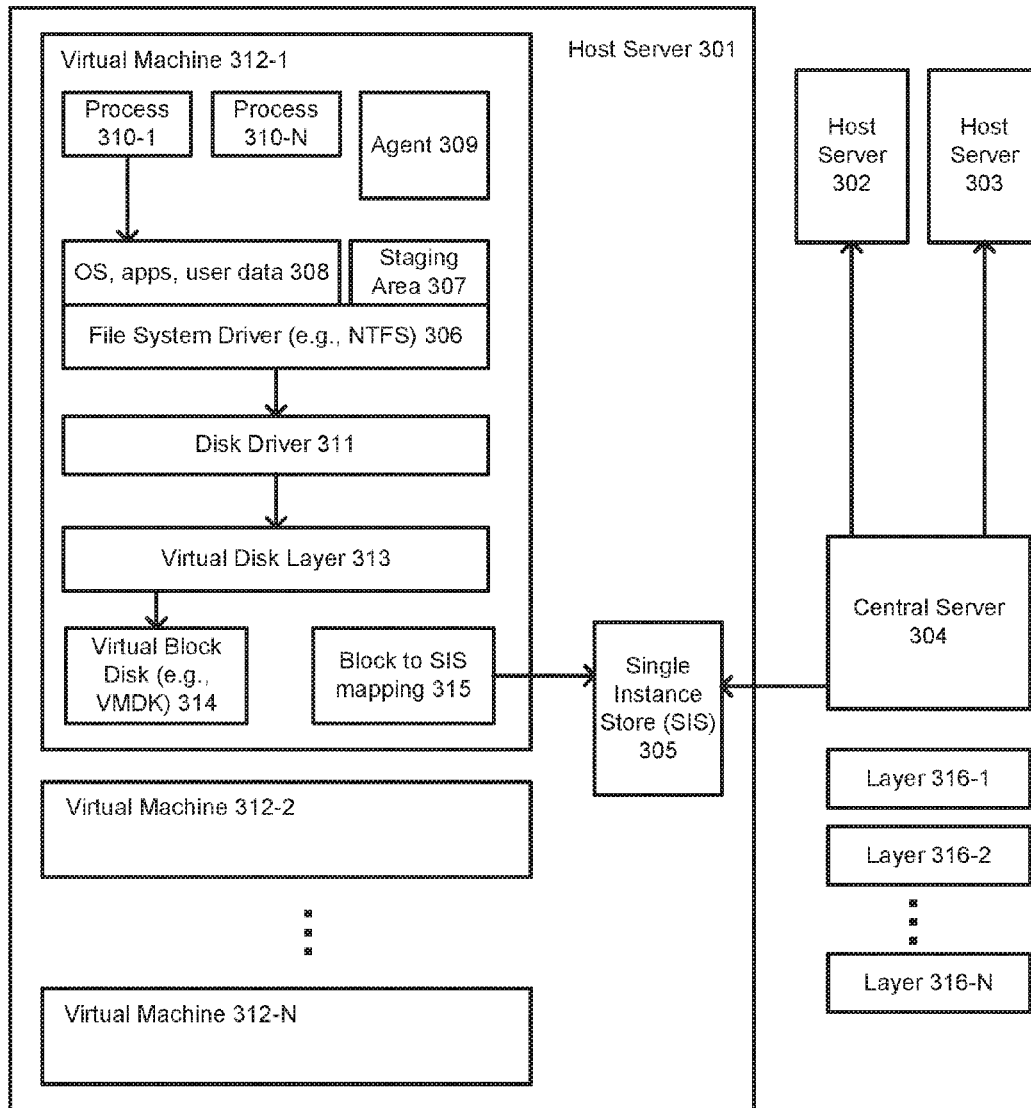 Host Server 301
Virtual Machine 312-1
Process
310-1
Process
310-N
Agent 309
OS, apps, user data 308
Staging
Area 307
File System Driver (e.g., NTFS) 306
Disk Driver 311
Virtual Disk Layer 313
Virtual Block
Disk (e.g.,
VMDK) 314
Block to SIS
mapping 315
Single
Instance
Store (SIS)
305
Virtual Machine 312-2
Virtual Machine 312-N
Host
Server
302
Host
Server
303
Central Server
304
Layer 316-1
Layer 316-2
Layer 316-N